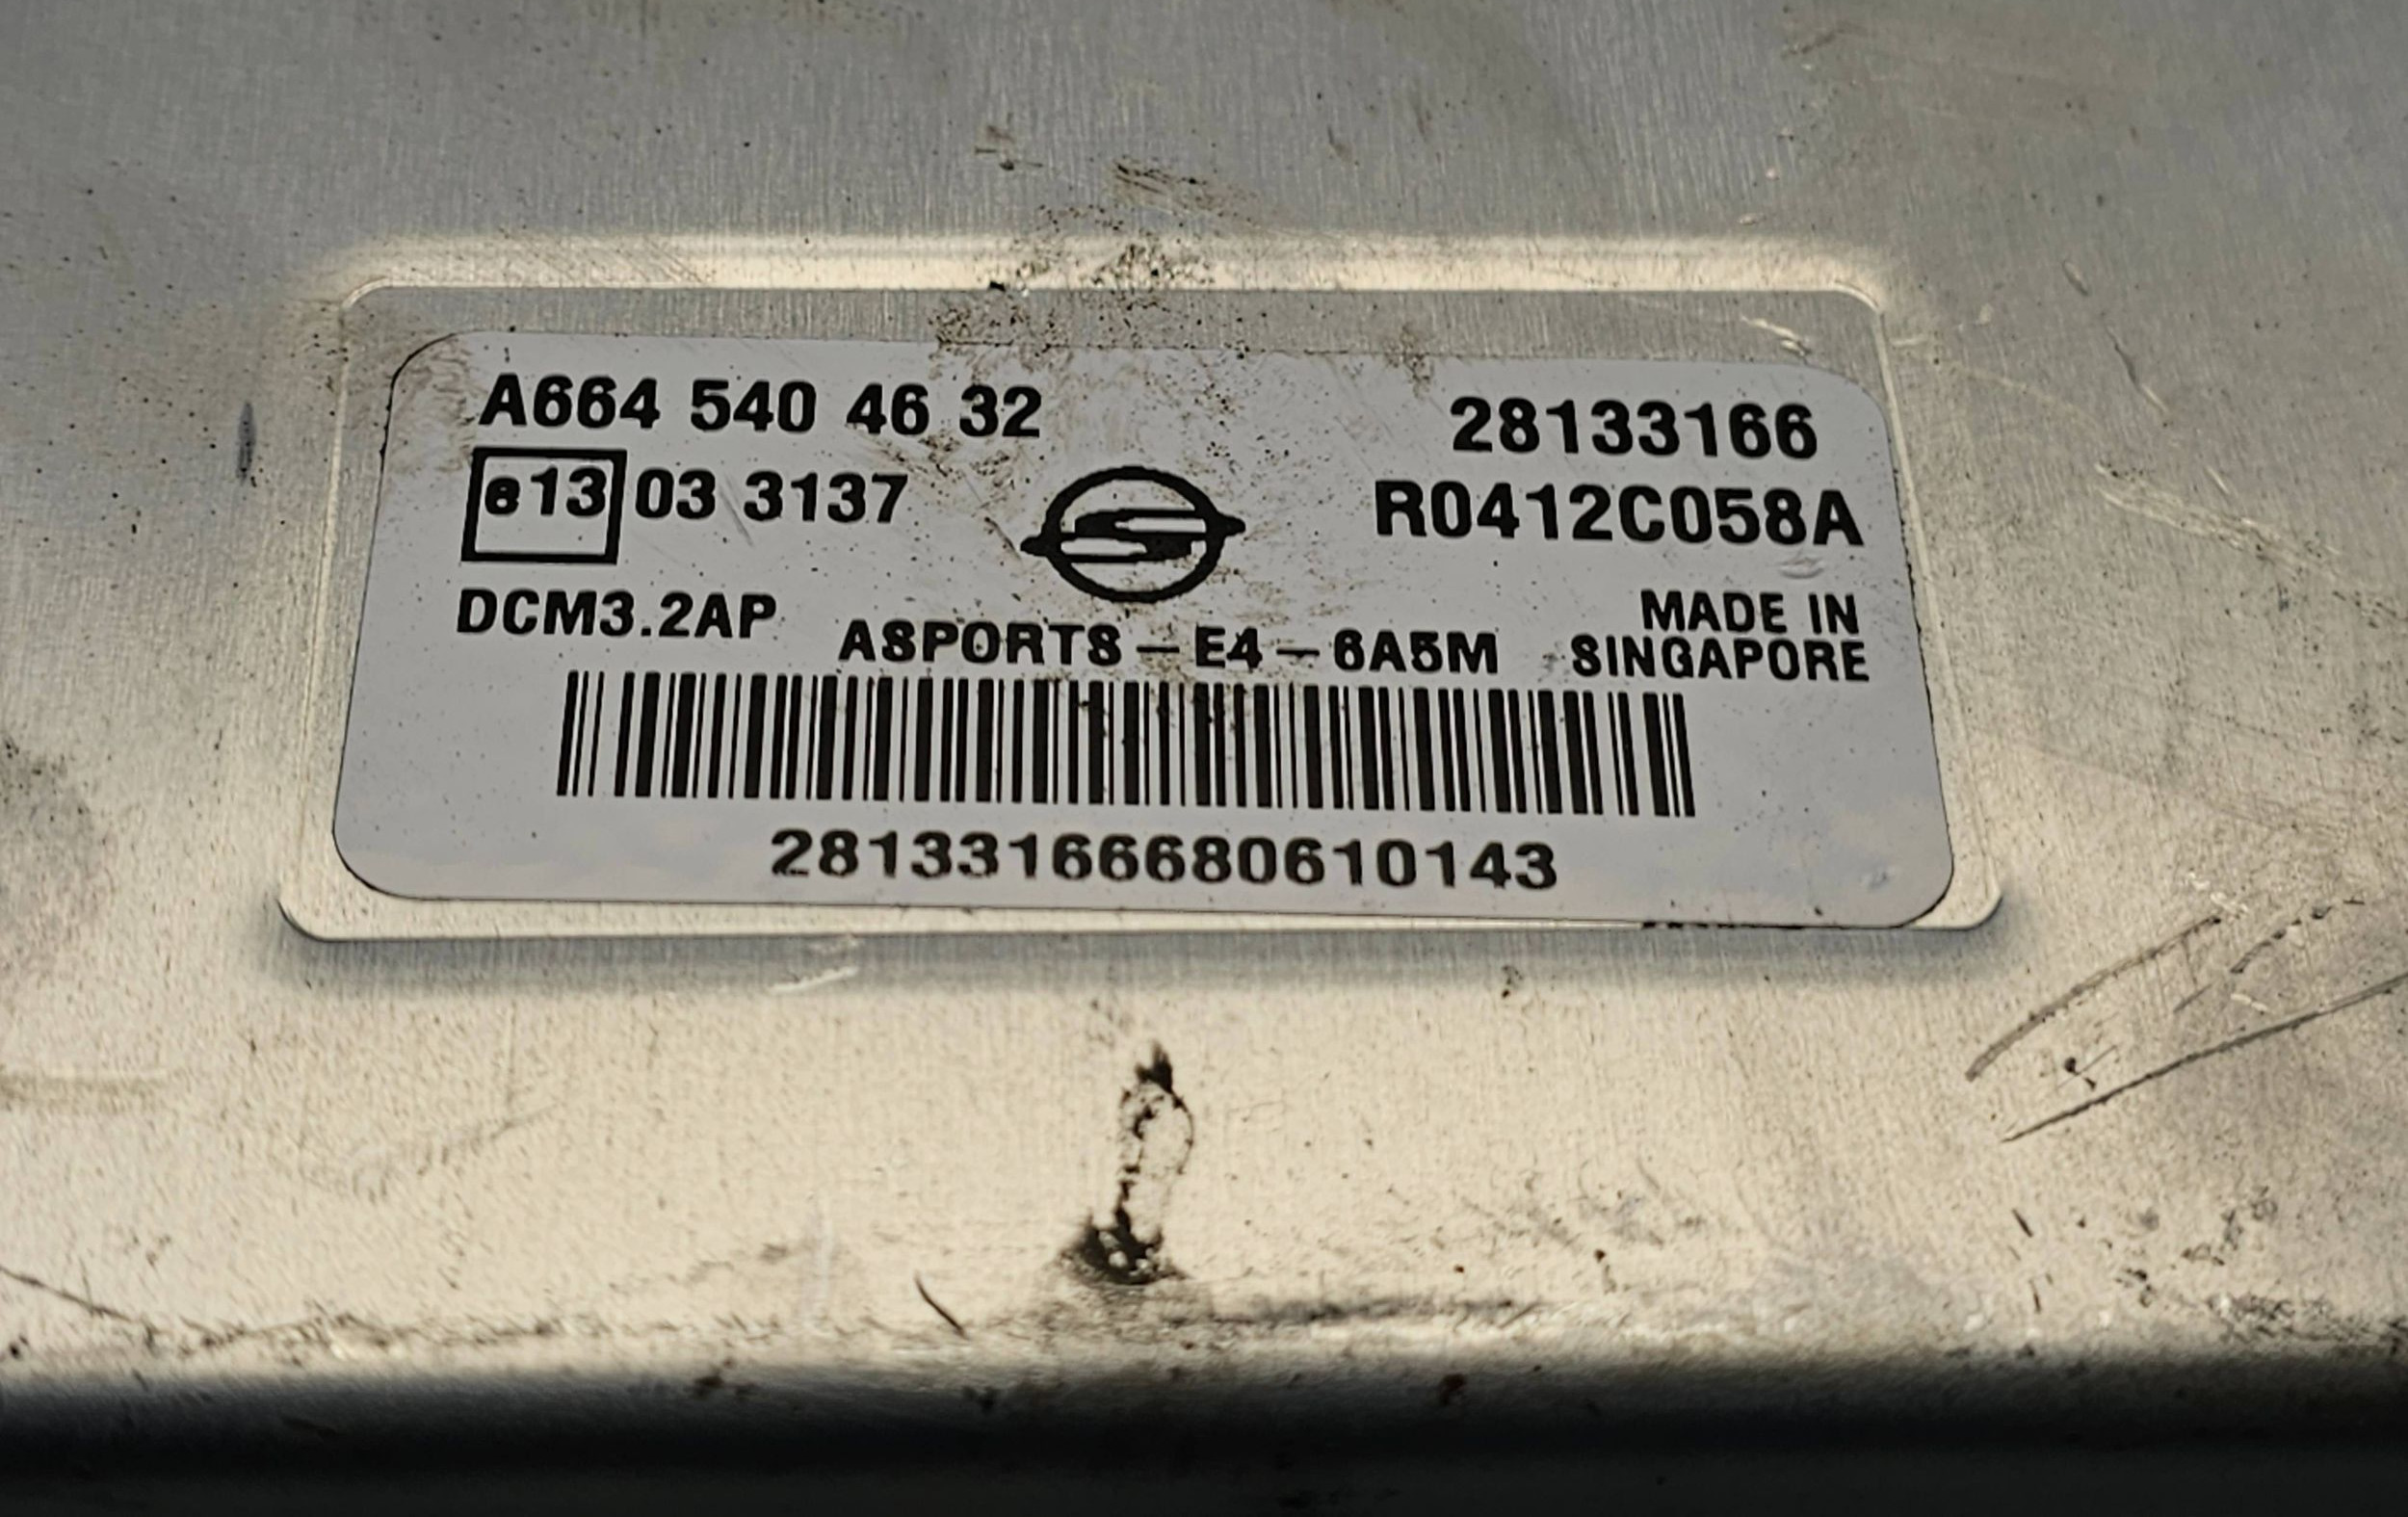 A664 540 46 32
28133166
e13 03 3137
R0412C058A
DCM3.2AP
ASPORTS-E4-6A5M
MADE IN
SINGAPORE
28133166680610143